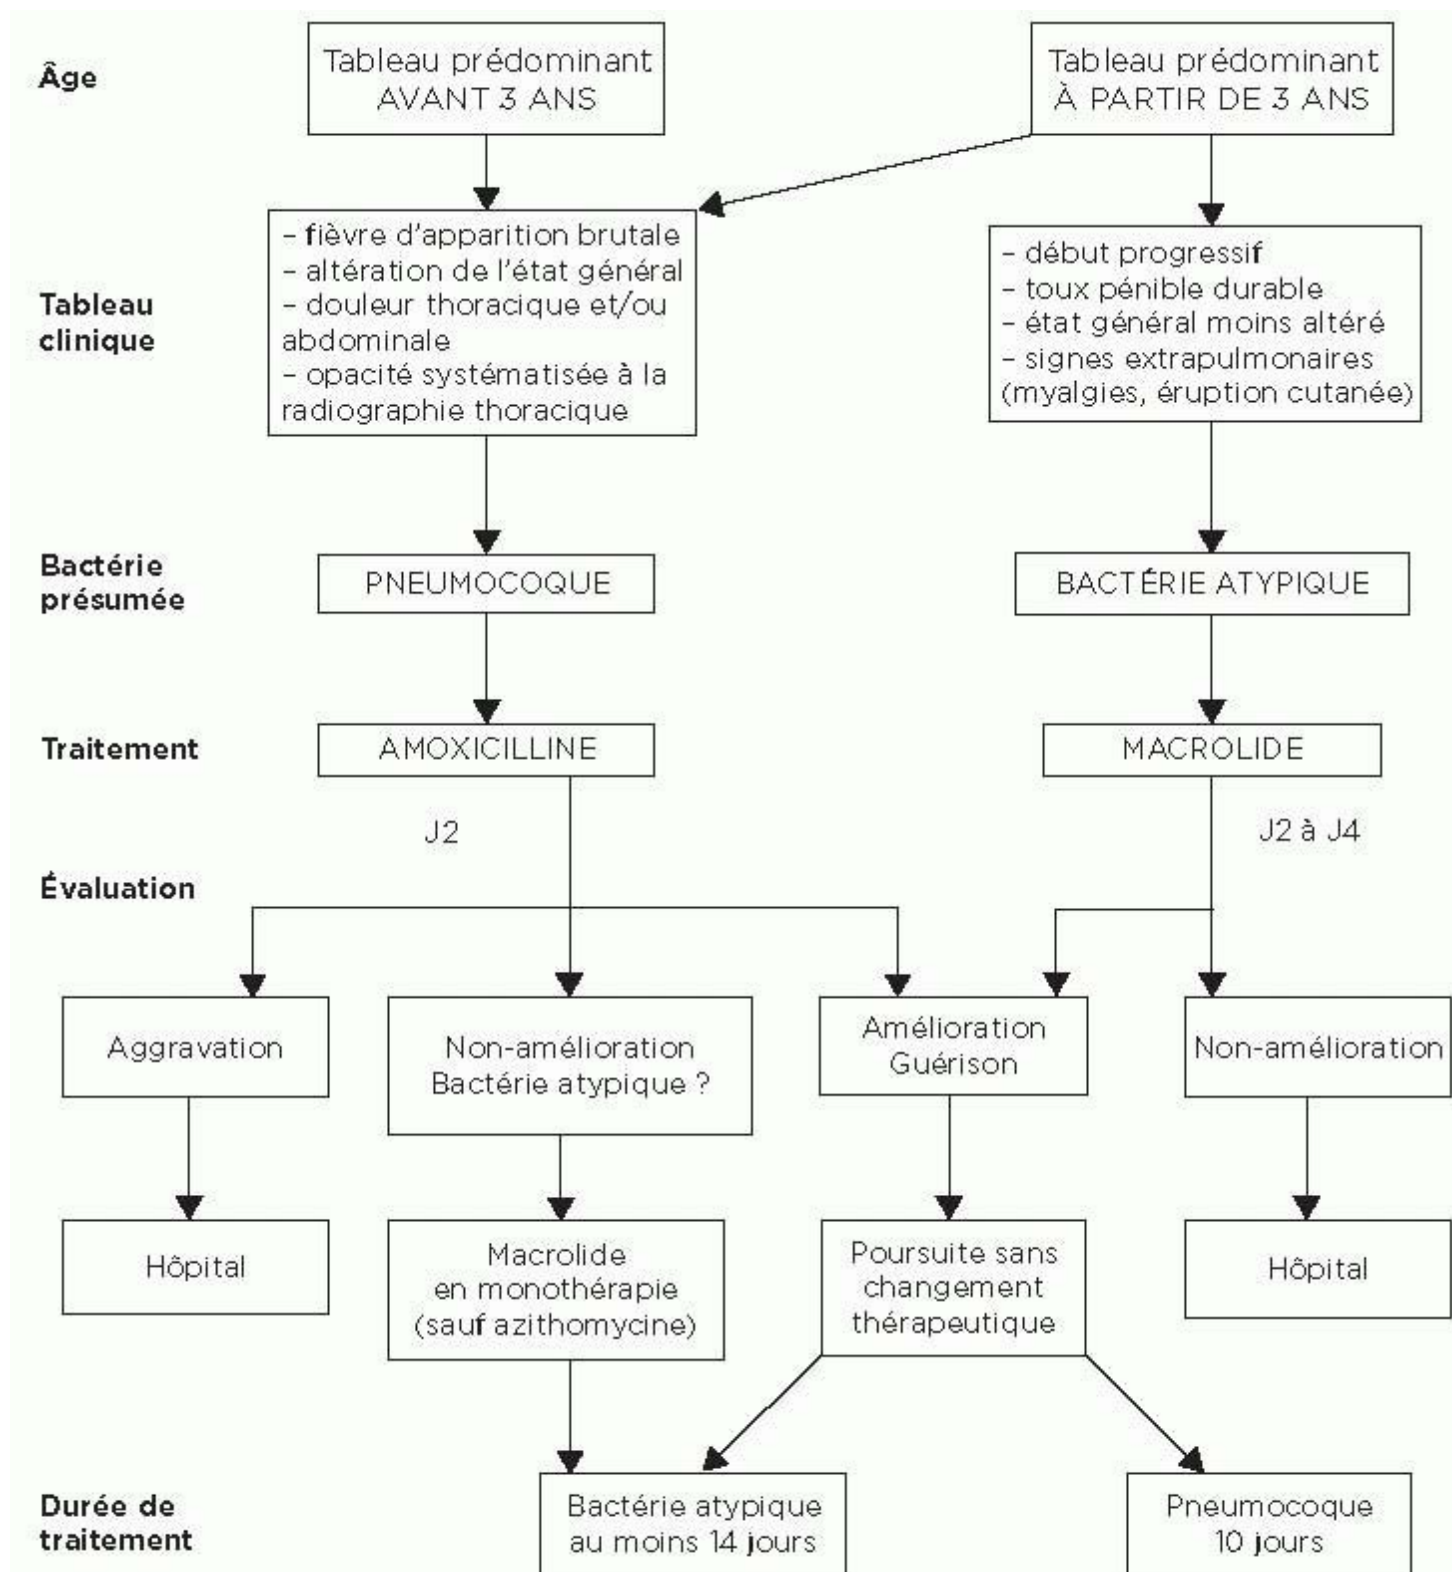 Âge
Tableau prédominant
AVANT 3 ANS
Tableau prédominant
À PARTIR DE 3 ANS
Tableau
clinique
– fièvre d'apparition brutale
– altération de l'état général
– douleur thoracique et/ou
abdominale
– opacité systématisée à la
radiographie thoracique
– début progressif
– toux pénible durable
– état général moins altéré
– signes extrapulmonaires
(myalgies, éruption cutanée)
Bactérie
présumée
PNEUMOCOQUE
BACTÉRIE ATYPIQUE
Traitement
AMOXICILLINE
MACROLIDE
J2
J2 à J4
Évaluation
Aggravation
Non-amélioration
Bactérie atypique ?
Amélioration
Guérison
Non-amélioration
Hôpital
Macrolide
en monothérapie
(sauf azithomycine)
Poursuite sans
changement
thérapeutique
Hôpital
Durée de
traitement
Bactérie atypique
au moins 14 jours
Pneumocoque
10 jours